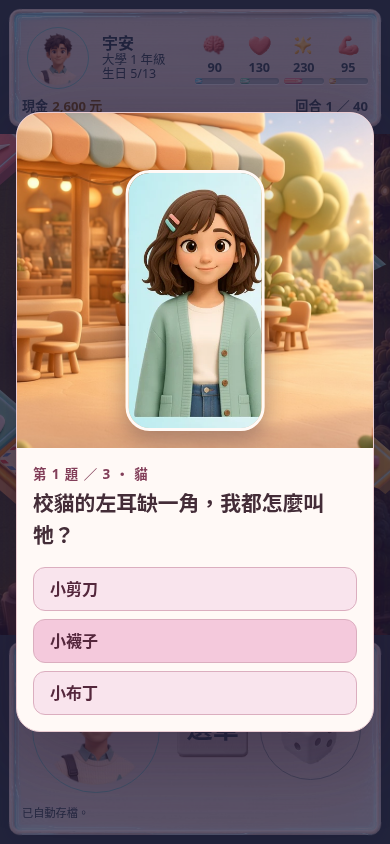 宇安
大學 1 年級
生日 5/13
90
130
230
95
現金 2,600 元
回合 1 ／ 40
第 1 題 ／ 3 · 貓
校貓的左耳缺一角，我都怎麼叫
牠？
小剪刀
小襪子
小布丁
已自動存檔。